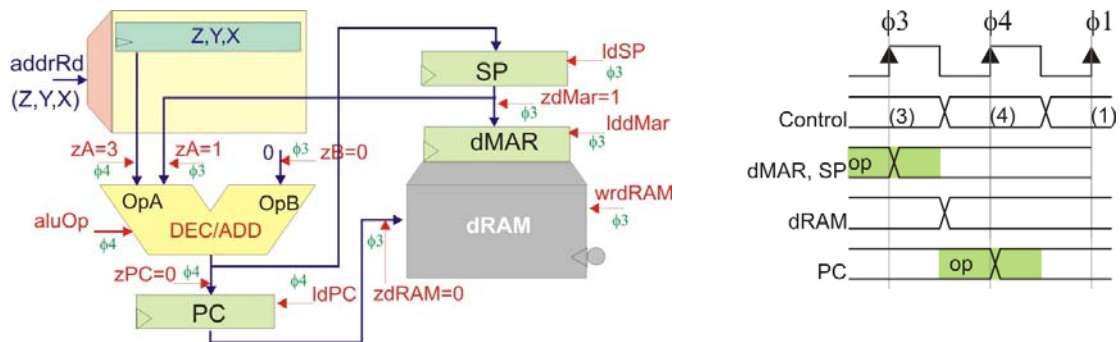 Z,Y,X
addrRd
(Z,Y,X)
zA=3
ϕ4
zA=1
ϕ3
0
zB=0
ϕ3
OpA
OpB
DEC/ADD
aluOp
ϕ4
zPC=0
ϕ4
PC
ϕ4
ldPC
SP
ldSP
ϕ3
zdMar=1
ϕ3
dMAR
lddMar
ϕ3
dRAM
wrdRAM
ϕ3
ϕ3
zdRAM=0
ϕ3 ϕ4 ϕ1
Control (3) (4) (1)
dMAR, SP op
dRAM
PC op